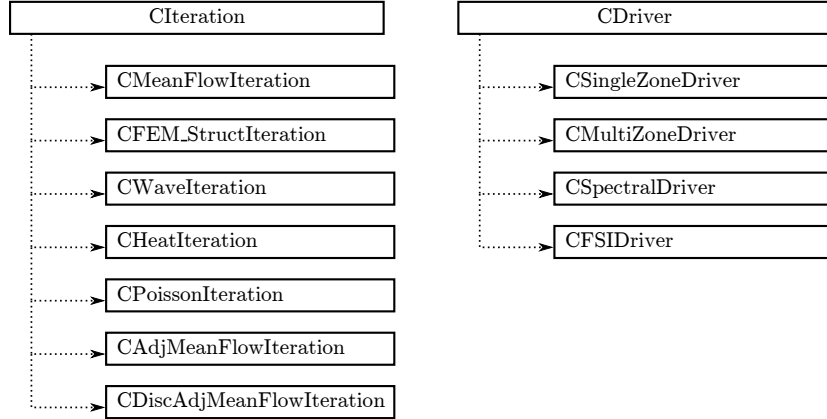 CIteration
CMeanFlowIteration
CFEM_StructIteration
CWaveIteration
CHeatIteration
CPoissonIteration
CAdjMeanFlowIteration
CDiscAdjMeanFlowIteration
CDriver
CSingleZoneDriver
CMultiZoneDriver
CSpectralDriver
CFSIDriver